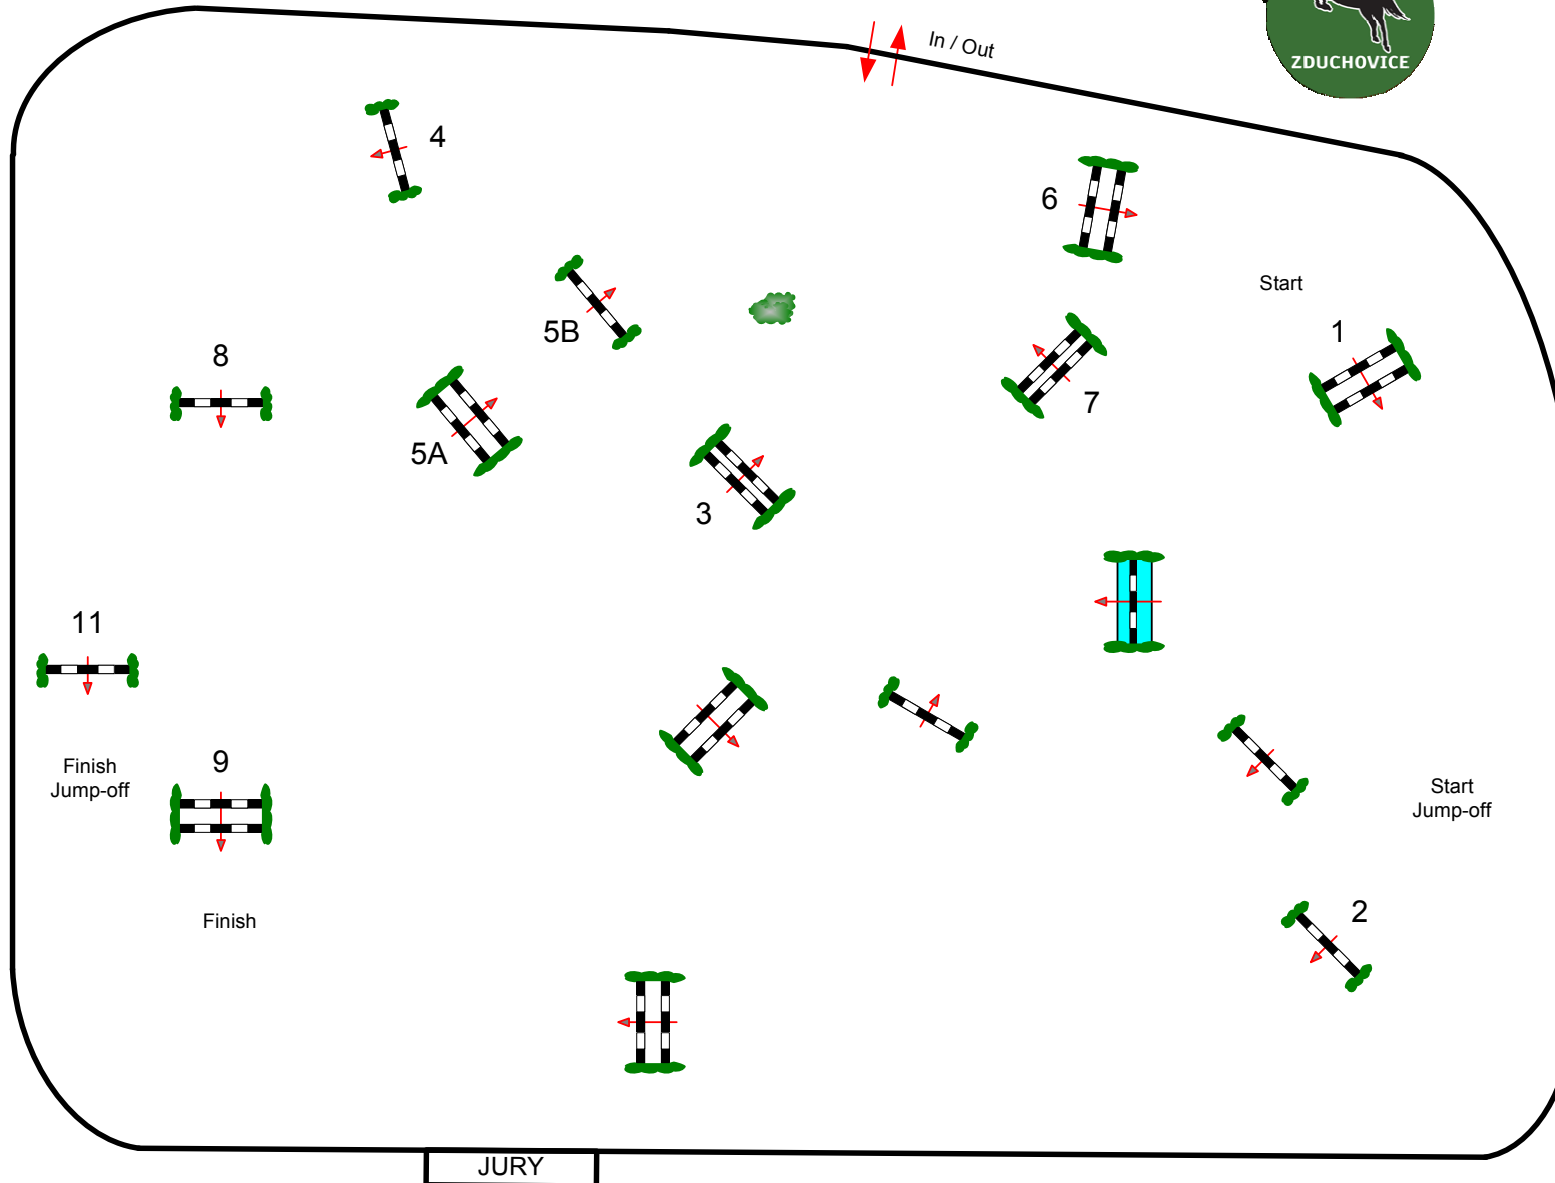 In / Out
ZDUCHOVICE
4
6
Start
5B
1
8
7
5A
3
11
Finish
Jump-off
9
Start
Jump-off
2
Finish
JURY